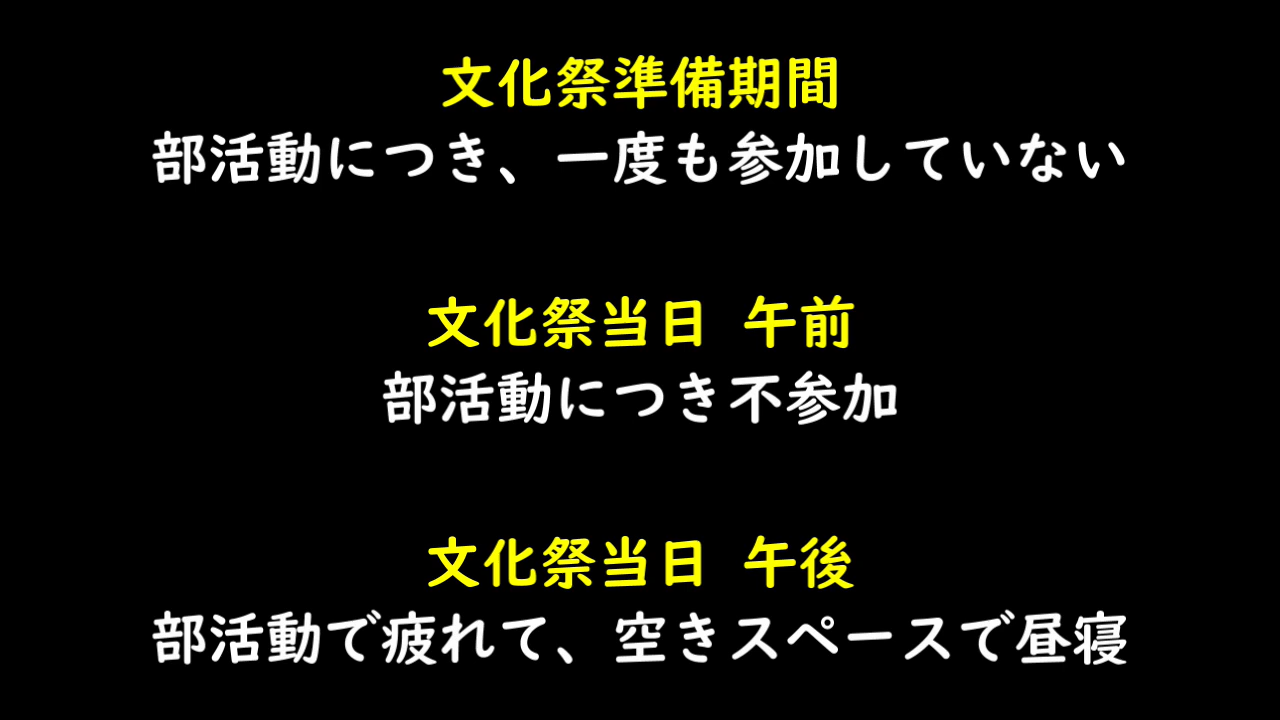 文化祭準備期間
部活動につき、一度も参加していない
文化祭当日 午前
部活動につき不参加
文化祭当日 午後
部活動で疲れて、空きスペースで昼寝